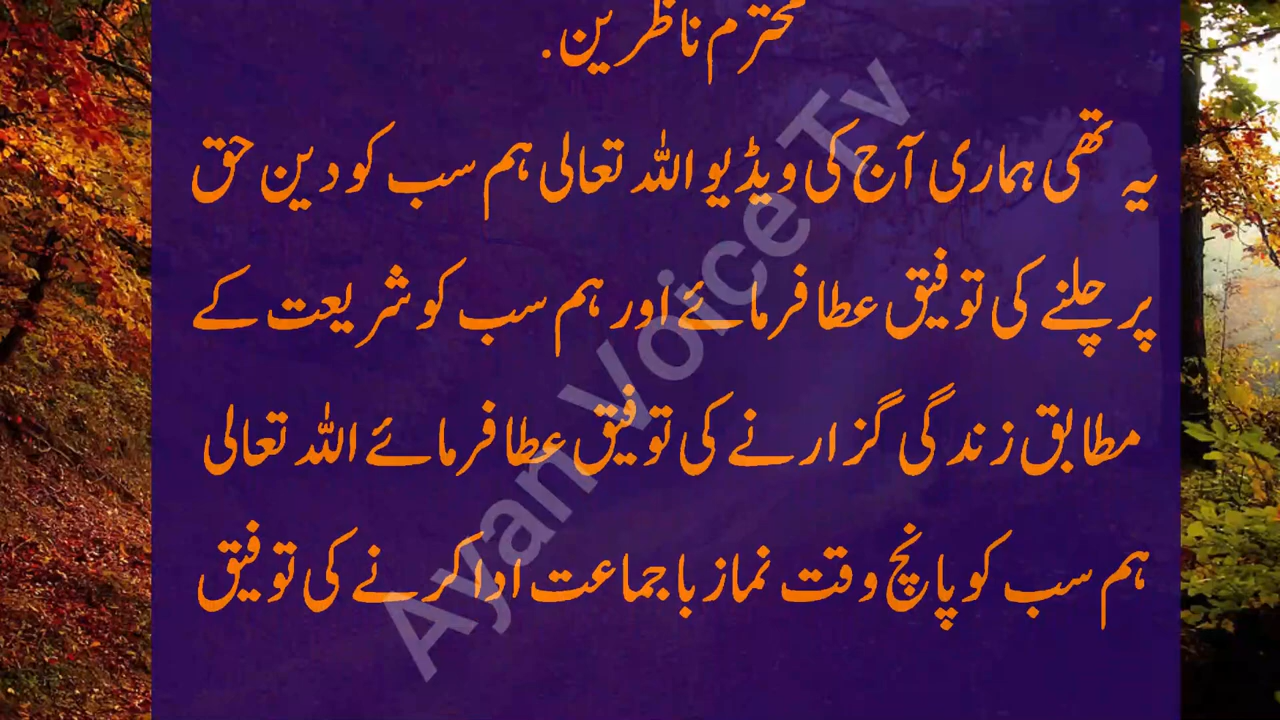 محترم ناظرین.
یہ تھی ہماری آج کی ویڈیو اللہ تعالی ہم سب کو دین حق
پر چلنے کی توفیق عطا فرمائے اور ہم سب کو شریعت کے
مطابق زندگی گزارنے کی توفیق عطا فرمائے اللہ تعالی
ہم سب کو پانچ وقت نماز باجماعت ادا کرنے کی توفیق
Ayan Voice Tv